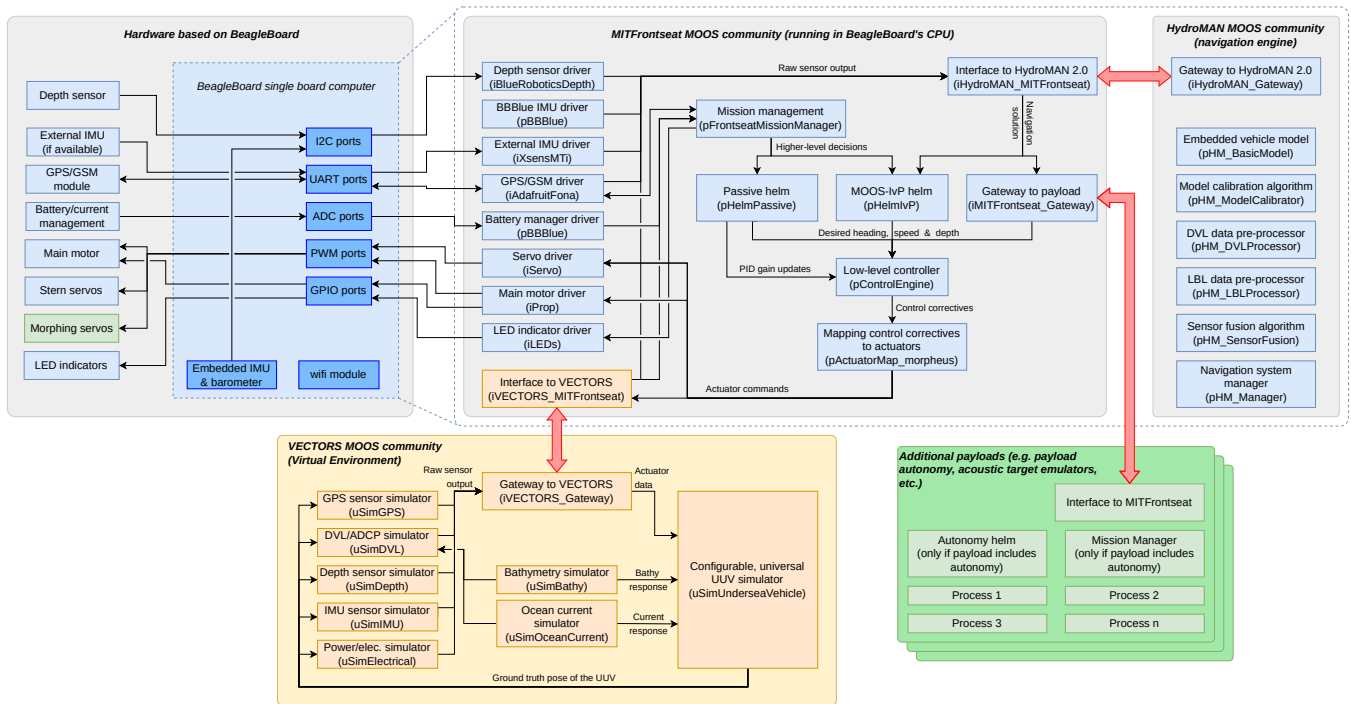 Hardware based on BeagleBoard
BeagleBoard single board computer
Depth sensor
External IMU
(if available)
GPS/GSM
module
Battery/current
management
Main motor
Stern servos
Morphing servos
LED indicators
I2C ports
UART ports
ADC ports
PWM ports
GPIO ports
Embedded IMU
& barometer
wifi module
MITFrontseat MOOS community (running in BeagleBoard's CPU)
Depth sensor driver
(iBlueRoboticsDepth)
BBBlue IMU driver
(pBBBlue)
External IMU driver
(iXsensMTi)
GPS/GSM driver
(iAdafruitFona)
Battery manager driver
(pBBBlue)
Servo driver
(iServo)
Main motor driver
(iProp)
LED indicator driver
(iLEDs)
Interface to VECTORS
(iVECTORS_MITFrontseat)
Raw sensor output
Mission management
(pFrontseatMissionManager)
Higher-level decisions
Passive helm
(pHelmPassive)
MOOS-IvP helm
(pHelmIvP)
Interface to HydroMAN 2.0
(iHydroMAN_MITFrontseat)
Navigation
solution
Gateway to payload
(iMITFrontseat_Gateway)
Desired heading, speed & depth
PID gain updates
Low-level controller
(pControlEngine)
Control correctives
Mapping control correctives
to actuators
(pActuatorMap_morpheus)
Actuator commands
HydroMAN MOOS community
(navigation engine)
Gateway to HydroMAN 2.0
(iHydroMAN_Gateway)
Embedded vehicle model
(pHM_BasicModel)
Model calibration algorithm
(pHM_ModelCalibrator)
DVL data pre-processor
(pHM_DVLProcessor)
LBL data pre-processor
(pHM_LBLProcessor)
Sensor fusion algorithm
(pHM_SensorFusion)
Navigation system
manager
(pHM_Manager)
VECTORS MOOS community
(Virtual Environment)
Raw sensor
output
Gateway to VECTORS
(iVECTORS_Gateway)
Actuator
data
GPS sensor simulator
(uSimGPS)
DVL/ADCP simulator
(uSimDVL)
Depth sensor simulator
(uSimDepth)
IMU sensor simulator
(uSimIMU)
Power/elec. simulator
(uSimElectrical)
Bathymetry simulator
(uSimBathy)
Ocean current
simulator
(uSimOceanCurrent)
Bathy
response
Current
response
Configurable, universal
UUV simulator
(uSimUnderseaVehicle)
Ground truth pose of the UUV
Additional payloads (e.g. payload
autonomy, acoustic target emulators,
etc.)
Interface to MITFrontseat
Autonomy helm
(only if payload includes
autonomy)
Mission Manager
(only if payload includes
autonomy)
Process 1
Process 2
Process 3
Process n